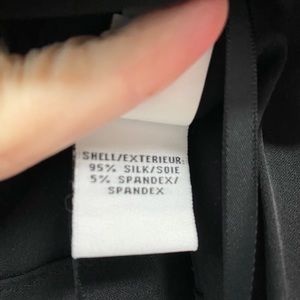 SHELL/EXTERIEUR:
95% SILK/SOIE
5% SPANDEX/
SPANDEX